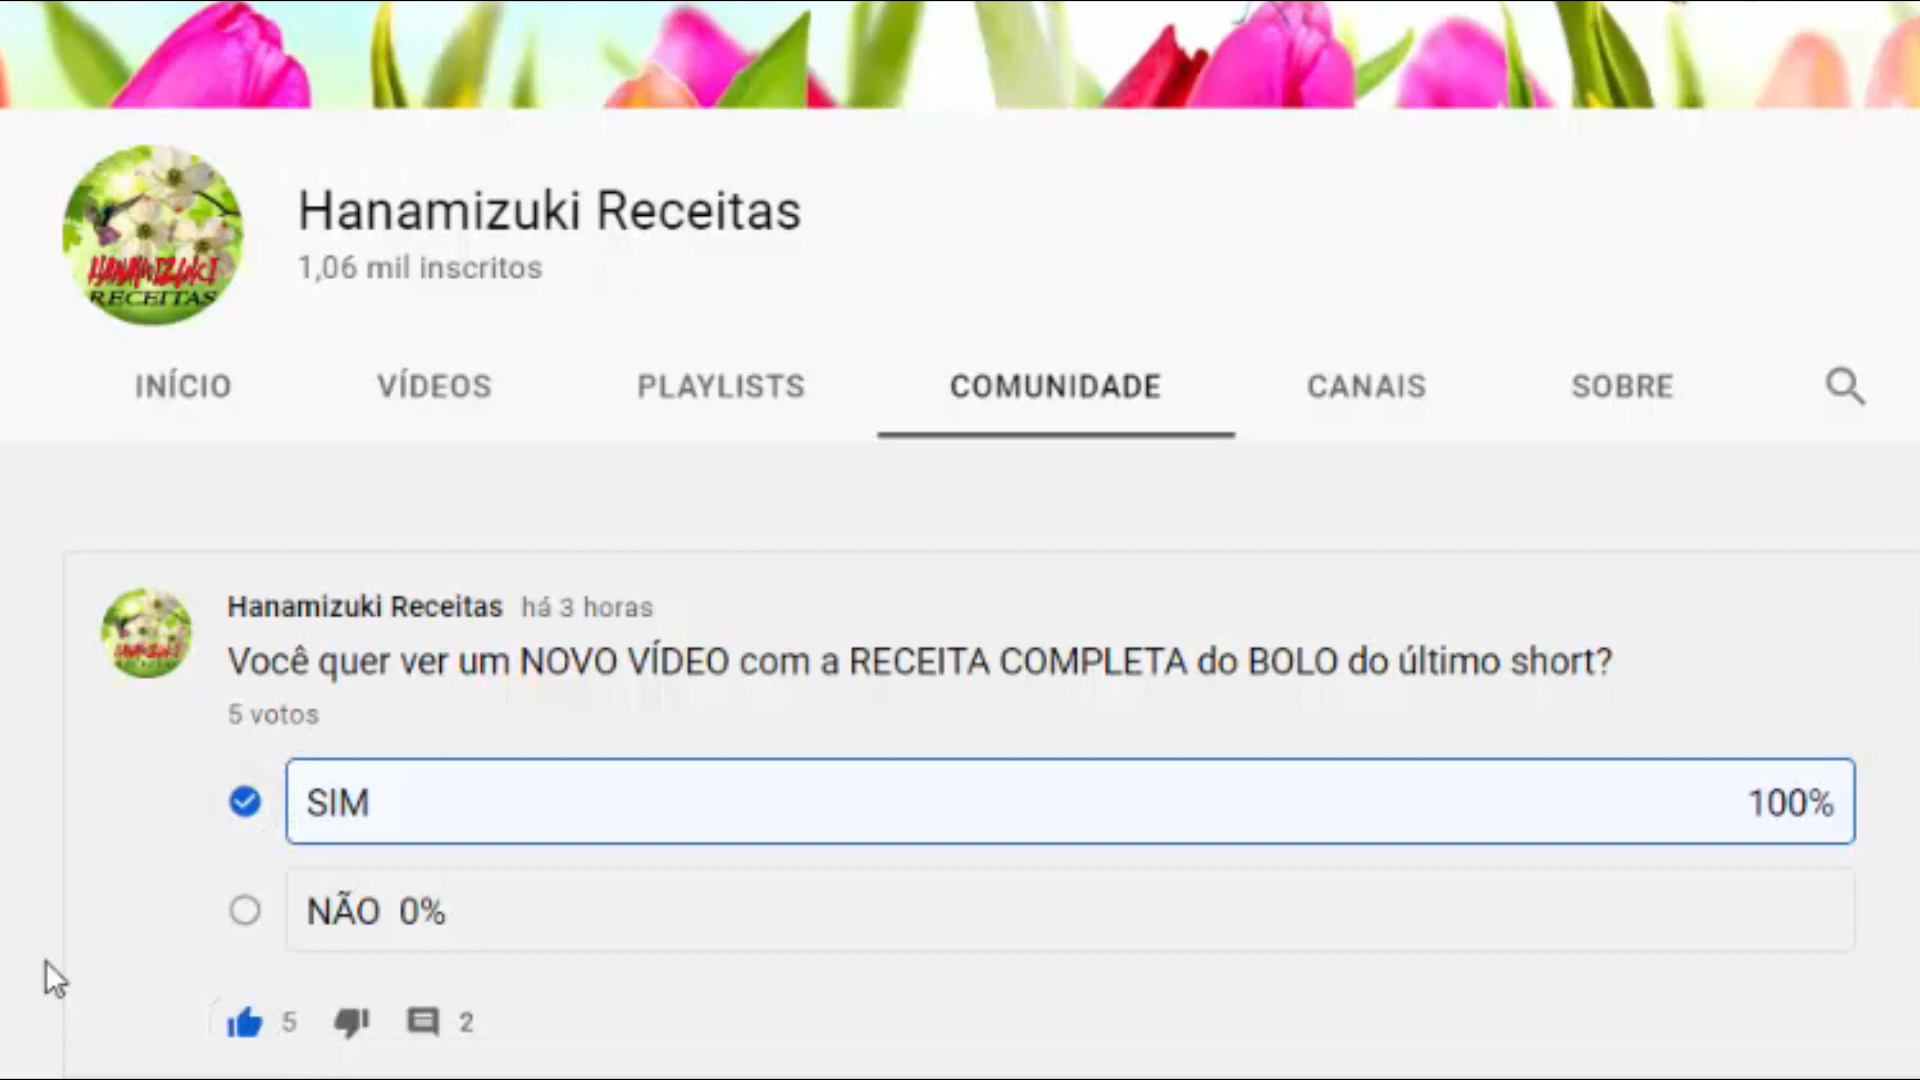 HANAMIZUKI
RECEITAS
Hanamizuki Receitas
1,06 mil inscritos
INÍCIO VÍDEOS PLAYLISTS COMUNIDADE CANAIS SOBRE
Hanamizuki Receitas há 3 horas
Você quer ver um NOVO VÍDEO com a RECEITA COMPLETA do BOLO do último short?
5 votos
SIM 100%
NÃO 0%
5 2